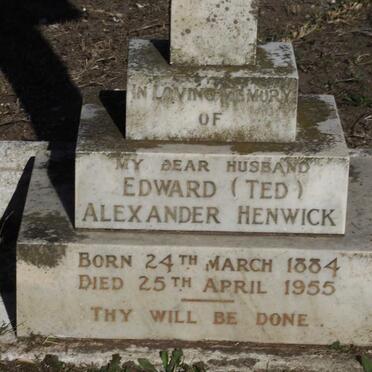 IN LOVING MEMORY
OF
MY DEAR HUSBAND
EDWARD (TED)
ALEXANDER HENWICK
BORN 24TH MARCH 1884
DIED 25TH APRIL 1955
THY WILL BE DONE